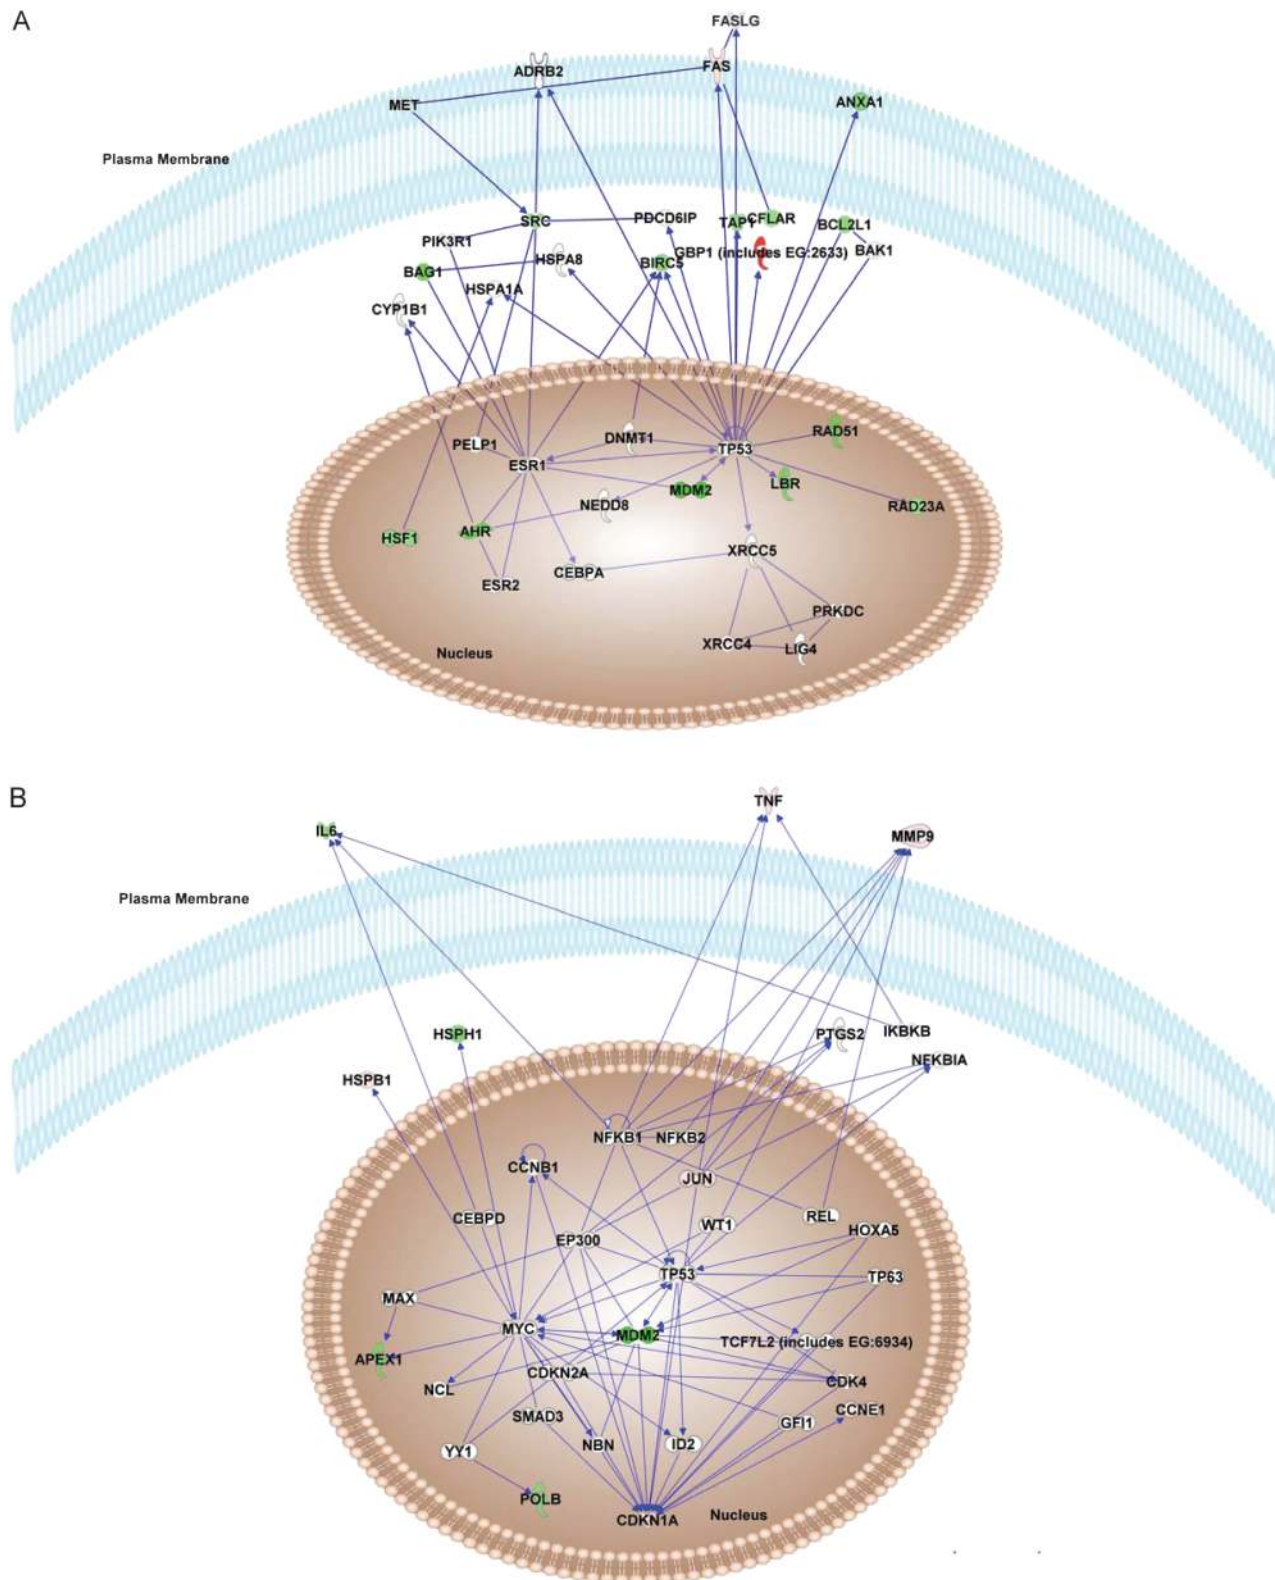 A
FASLG
ADRB2
FAS
MET
ANXA1
Plasma Membrane
SRC
PDCD6IP
TAP1
CFLAR
BCL2L1
PIK3R1
GBP1 (includes EG:2633)
BAK1
BAG1
HSPA8
BIRC5
HSPA1A
CYP1B1
PELP1
DNMT1
TP53
RAD51
ESR1
MDM2
LBR
NEDD8
RAD23A
HSF1
AHR
XRCC5
CEBPA
ESR2
PRKDC
XRCC4
LIG4
Nucleus
B
TNF
IL6
MMP9
Plasma Membrane
HSPH1
PTGS2
IKBKB
NFKBIA
HSPB1
NFKB1
NFKB2
CCNB1
JUN
CEBPD
REL
WT1
HOXA5
EP300
TP53
TP63
MAX
MYC
MDM2
TCF7L2 (includes EG:6934)
APEX1
CDKN2A
NCL
CDK4
SMAD3
CCNE1
GFI1
YY1
NBN
ID2
POLB
CDKN1A
Nucleus